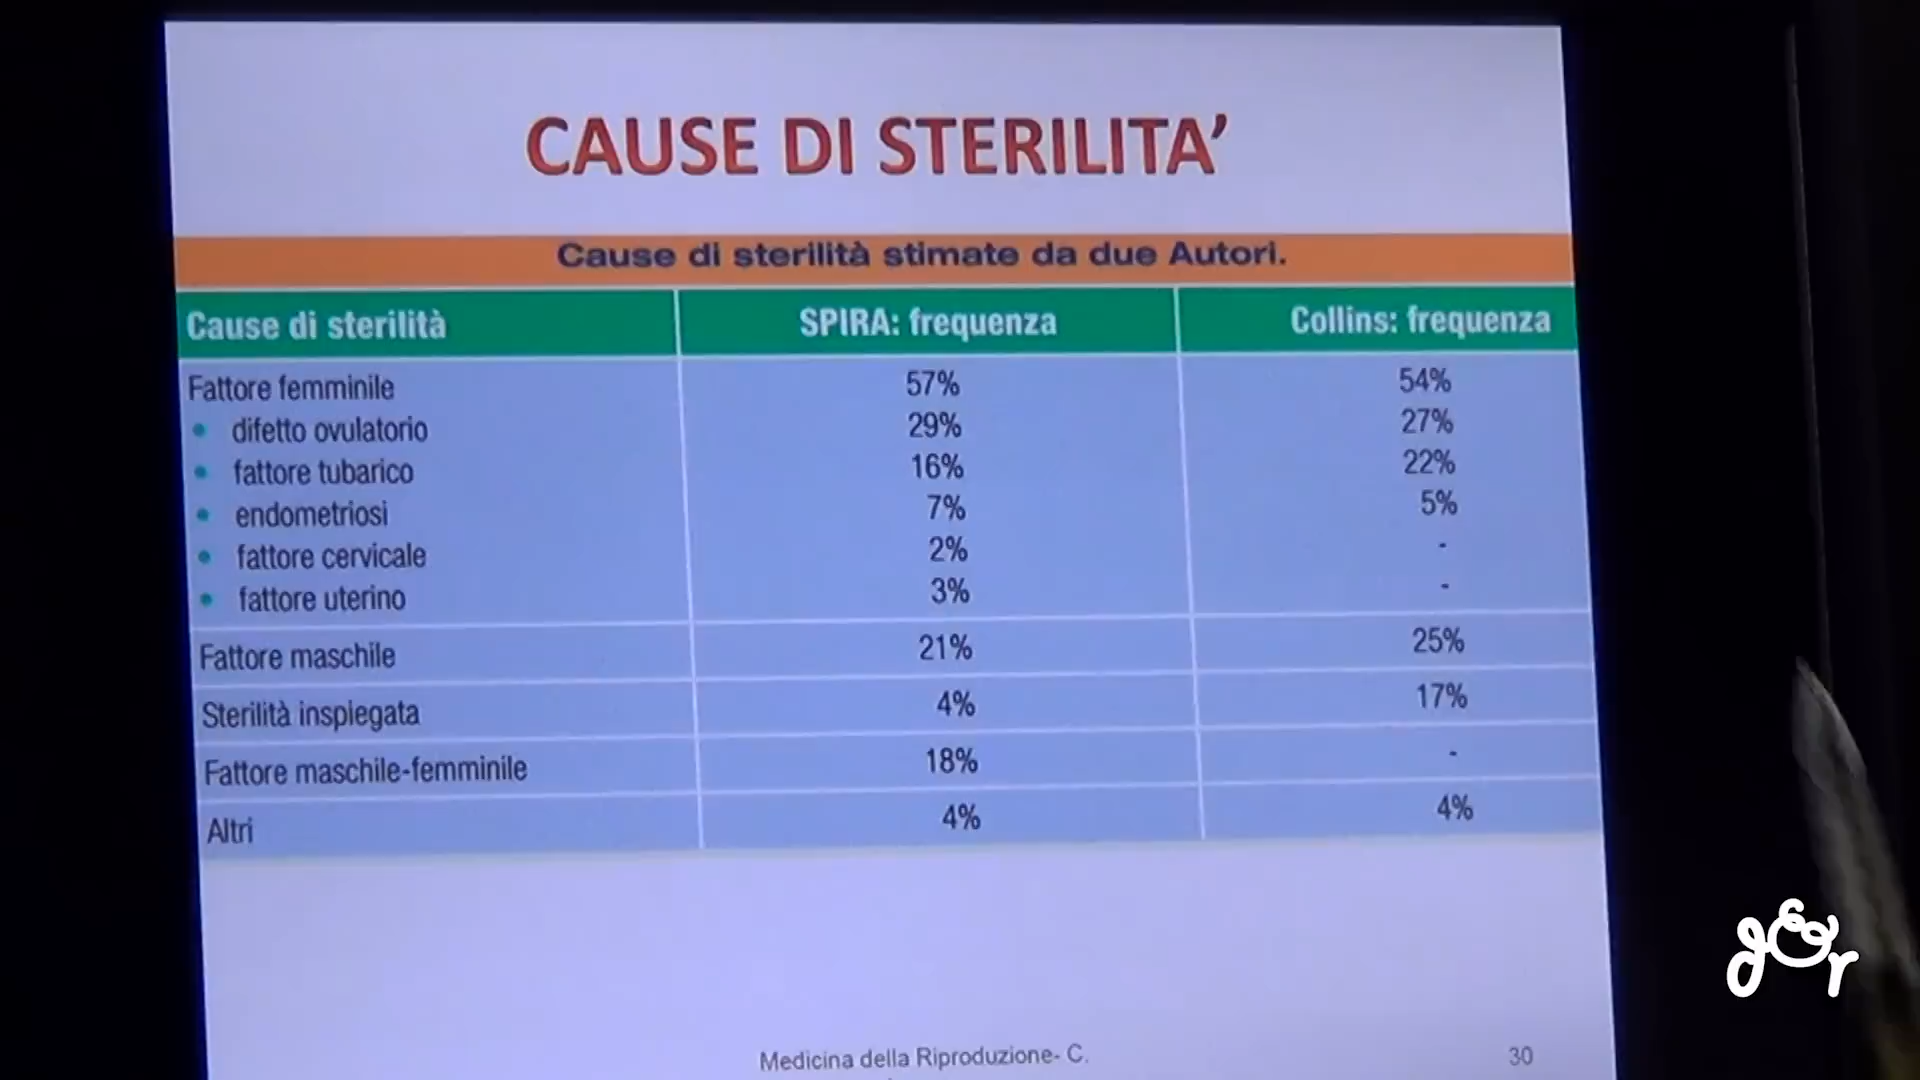 CAUSE DI STERILITA’
Cause di sterilità stimate da due Autori.
Cause di sterilità SPIRA: frequenza Collins: frequenza
Fattore femminile 57% 54%
• difetto ovulatorio 29% 27%
• fattore tubarico 16% 22%
• endometriosi 7% 5%
• fattore cervicale 2% -
• fattore uterino 3% -
Fattore maschile 21% 25%
Sterilità inspiegata 4% 17%
Fattore maschile-femminile 18% -
Altri 4% 4%
Medicina della Riproduzione- C. 30
g&r